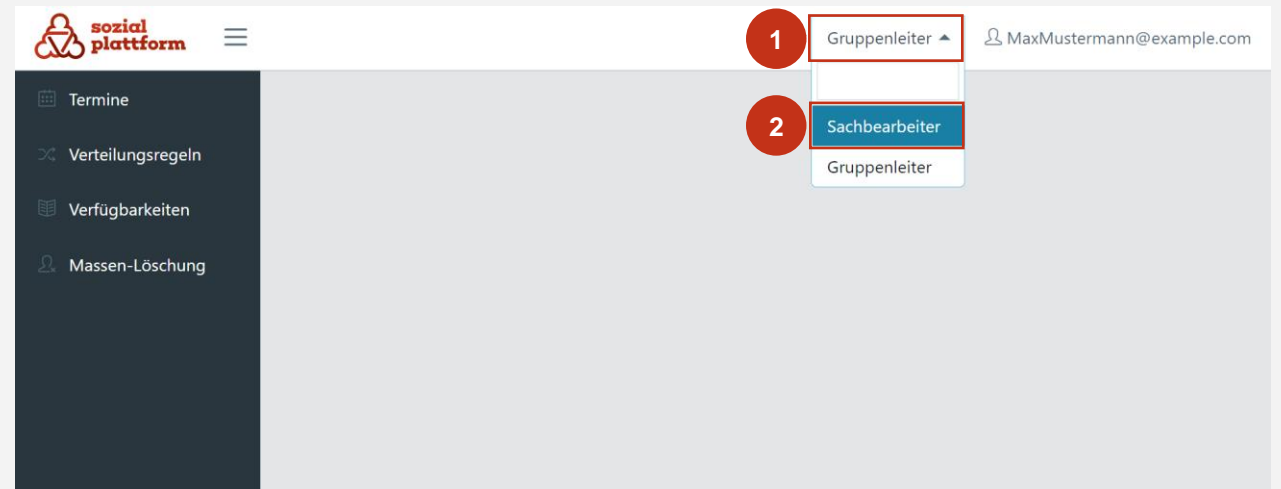 sozial
plattform
1
Gruppenleiter
MaxMustermann@example.com
Termine
2
Sachbearbeiter
Verteilungsregeln
Gruppenleiter
Verfügbarkeiten
Massen-Löschung